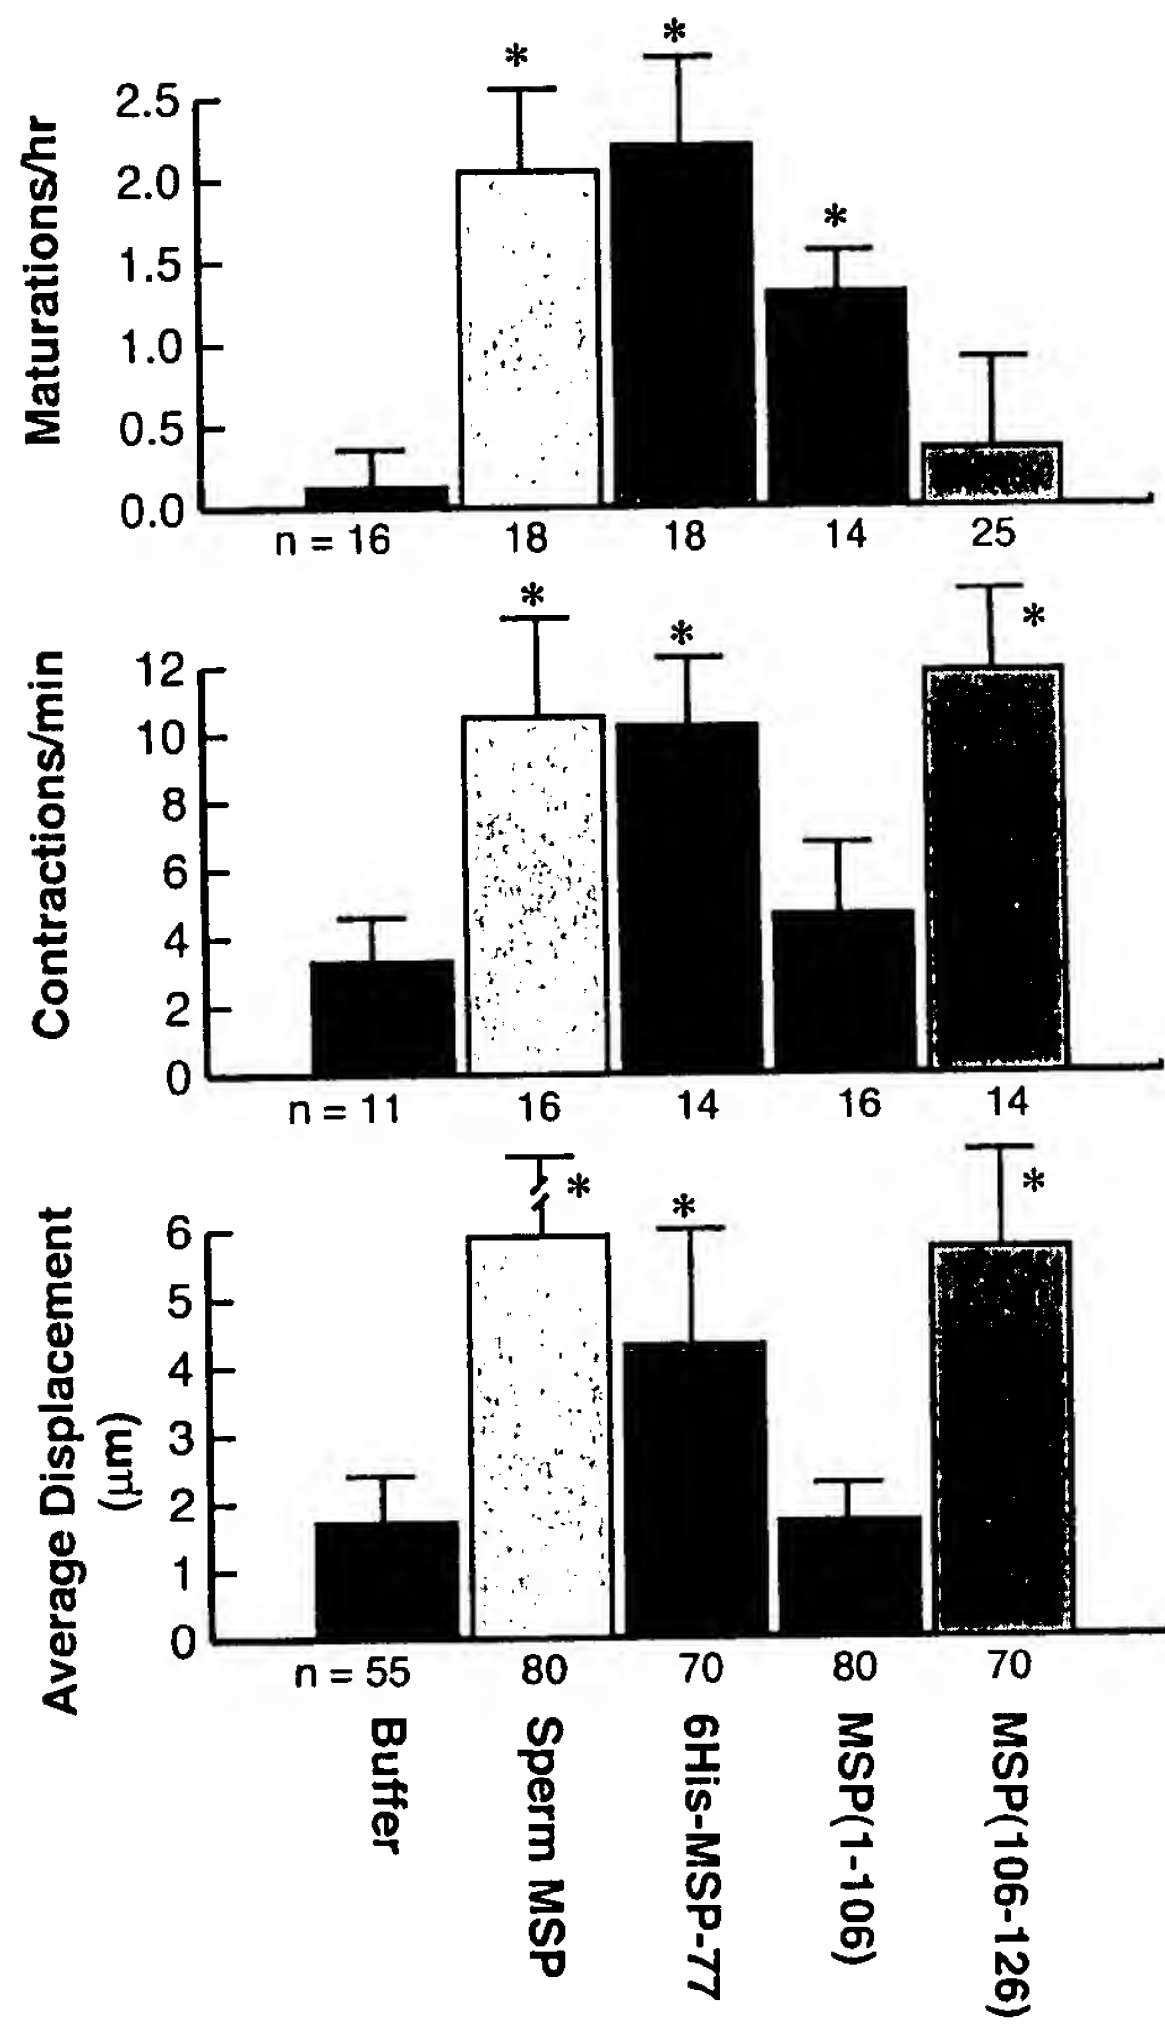 Maturations/hr
2.5
2.0
1.5
1.0
0.5
0.0
* * *
n = 16 18 18 14 25
Contractions/min
12
10
8
6
4
2
0
* * *
n = 11 16 14 16 14
Average Displacement
(μm)
6
5
4
3
2
1
0
* * *
n = 55 80 70 80 70
Buffer
Sperm MSP
6His-MSP-77
MSP(1-106)
MSP(106-126)